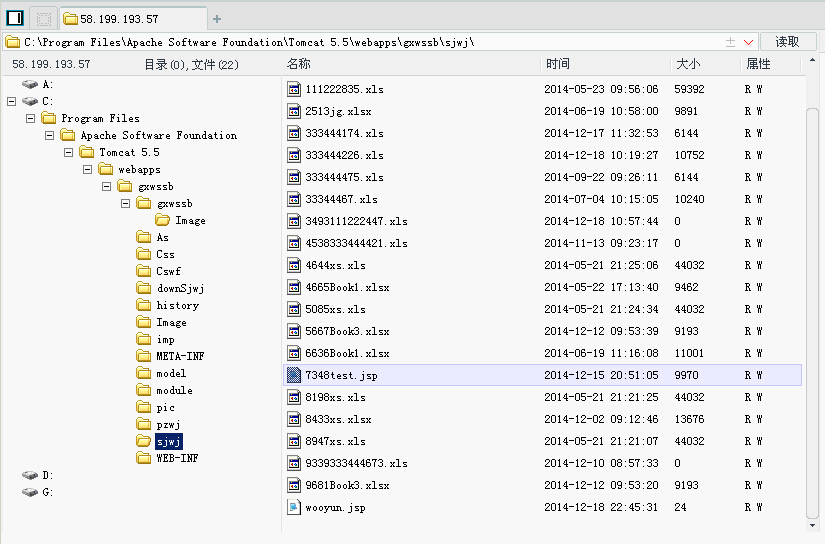 58.199.193.57
C:\Program Files\Apache Software Foundation\Tomcat 5.5\webapps\gxwssb\sjwj\
读取
58.199.193.57 目录(0),文件(22)
名称 时间 大小 属性
A:
C:
Program Files
Apache Software Foundation
Tomcat 5.5
webapps
gxwssb
gxwssb
Image
As
Css
Cswf
downSjwj
history
Image
imp
META-INF
model
module
pic
pzwj
sjwj
WEB-INF
D:
G:
111222835.xls 2014-05-23 09:56:06 59392 R W
2513jg.xlsx 2014-06-19 10:58:00 9891 R W
333444174.xls 2014-12-17 11:32:53 6144 R W
333444226.xls 2014-12-18 10:19:27 10752 R W
333444475.xls 2014-09-22 09:26:11 6144 R W
33344467.xls 2014-07-04 10:15:05 10240 R W
3493111222447.xls 2014-12-18 10:57:44 0 R W
4538333444421.xls 2014-11-13 09:23:17 0 R W
4644xs.xls 2014-05-21 21:25:06 44032 R W
4665Book1.xlsx 2014-05-22 17:13:40 9462 R W
5085xs.xls 2014-05-21 21:24:34 44032 R W
5667Book3.xlsx 2014-12-12 09:53:39 9193 R W
6636Book1.xlsx 2014-06-19 11:16:08 11001 R W
7348test.jsp 2014-12-15 20:51:05 9970 R W
8198xs.xls 2014-05-21 21:21:25 44032 R W
8433xs.xlsx 2014-12-02 09:12:46 13676 R W
8947xs.xls 2014-05-21 21:21:07 44032 R W
9339333444673.xls 2014-12-10 08:57:33 0 R W
9681Book3.xlsx 2014-12-12 09:53:20 9193 R W
wooyun.jsp 2014-12-18 22:45:31 24 R W